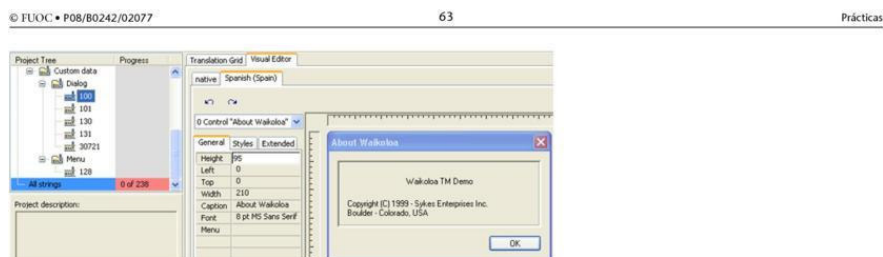 © FUOC • P08/B0242/02077 63 Prácticas
Project Tree Progress
Custom data
Dialog
100
101
130
131
30721
Menu
128
All strings 0 of 238
Project description:
Translation Grid Visual Editor
native Spanish (Spain)
0 Control "About Waikoloa"
General Styles Extended
Height 95
Left 0
Top 0
Width 210
Caption About Waikoloa
Font 8 pt MS Sans Serif
Menu
About Waikoloa
Waikoloa TM Demo
Copyright (C) 1999 - Sykes Enterprises Inc.
Boulder - Colorado, USA
OK